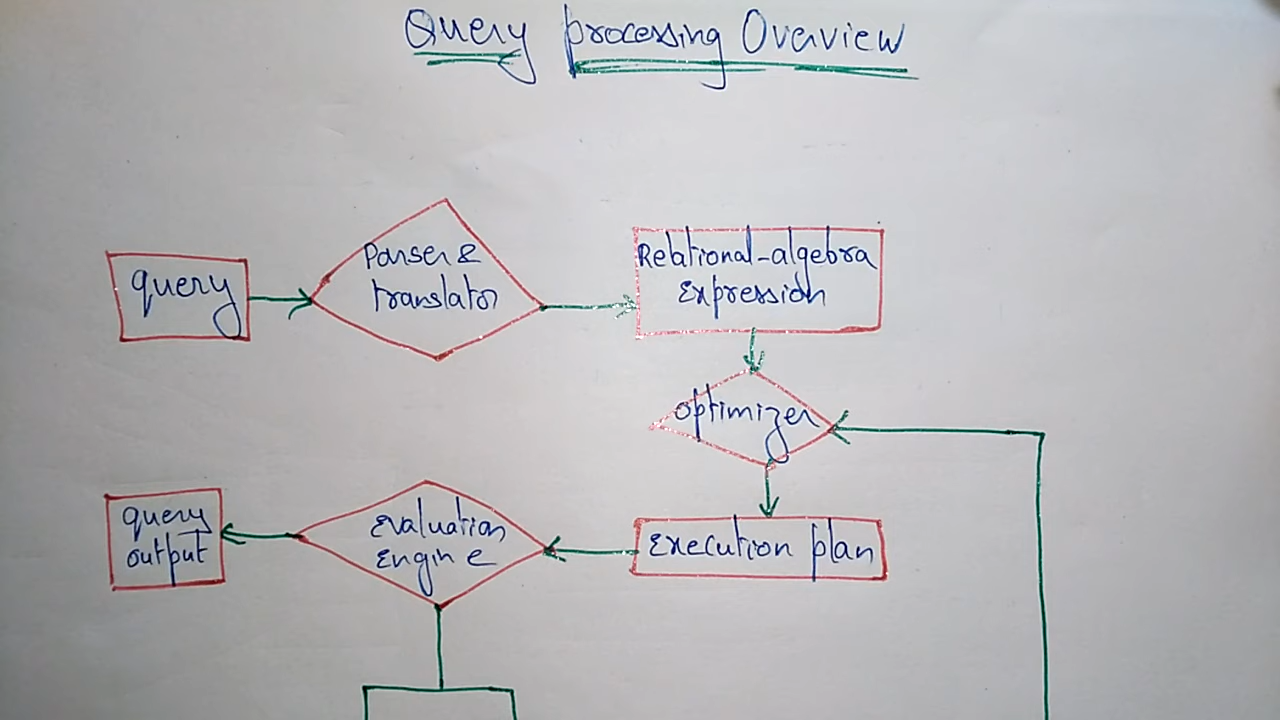 Query processing Overview
query
Parser &
translator
Relational-algebra
Expression
optimizer
query
output
Evaluation
Engine
Execution plan